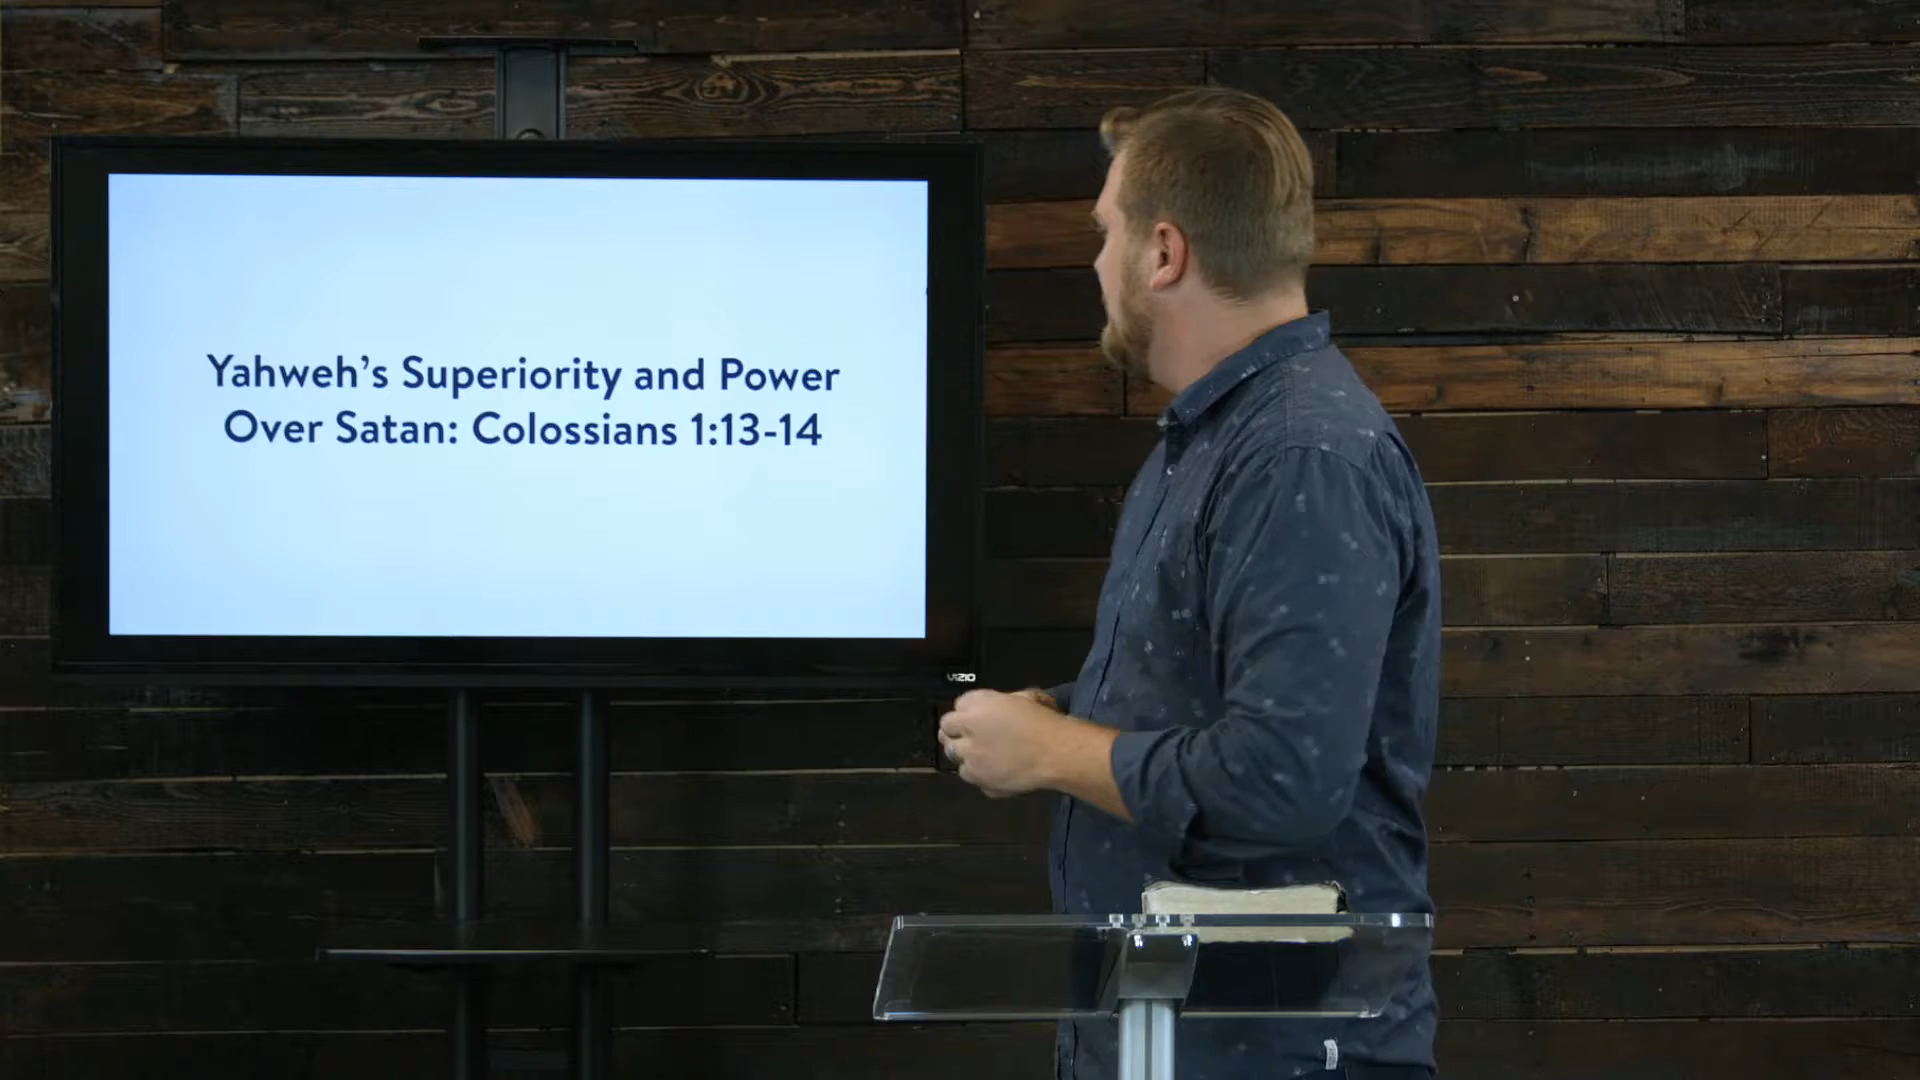 Yahweh’s Superiority and Power
Over Satan: Colossians 1:13-14
VIZIO